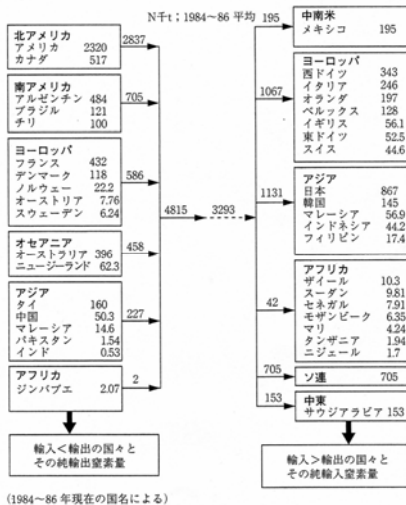 N千t；1984〜86 平均
北アメリカ
アメリカ 2320
カナダ 517
2837
南アメリカ
アルゼンチン 484
ブラジル 121
チリ 100
705
ヨーロッパ
フランス 432
デンマーク 118
ノルウェー 22.2
オーストリア 7.76
スウェーデン 6.24
586
オセアニア
オーストラリア 396
ニュージーランド 62.3
458
アジア
タイ 160
中国 50.3
マレーシア 14.6
パキスタン 1.54
インド 0.53
227
アフリカ
ジンバブエ 2.07
2
輸入＜輸出の国々と
その純輸出窒素量
4815
3293
195
中南米
メキシコ 195
1067
ヨーロッパ
西ドイツ 343
イタリア 246
オランダ 197
ベルックス 128
イギリス 56.1
東ドイツ 52.5
スイス 44.6
1131
アジア
日本 867
韓国 145
マレーシア 56.9
インドネシア 44.2
フィリピン 17.4
42
アフリカ
ザイール 10.3
スーダン 9.81
セネガル 7.91
モザンビーク 6.35
マリ 4.24
タンザニア 1.94
ニジェール 1.7
705
ソ連 705
153
中東
サウジアラビア 153
輸入＞輸出の国々と
その純輸入窒素量
(1984〜86 年現在の国名による)